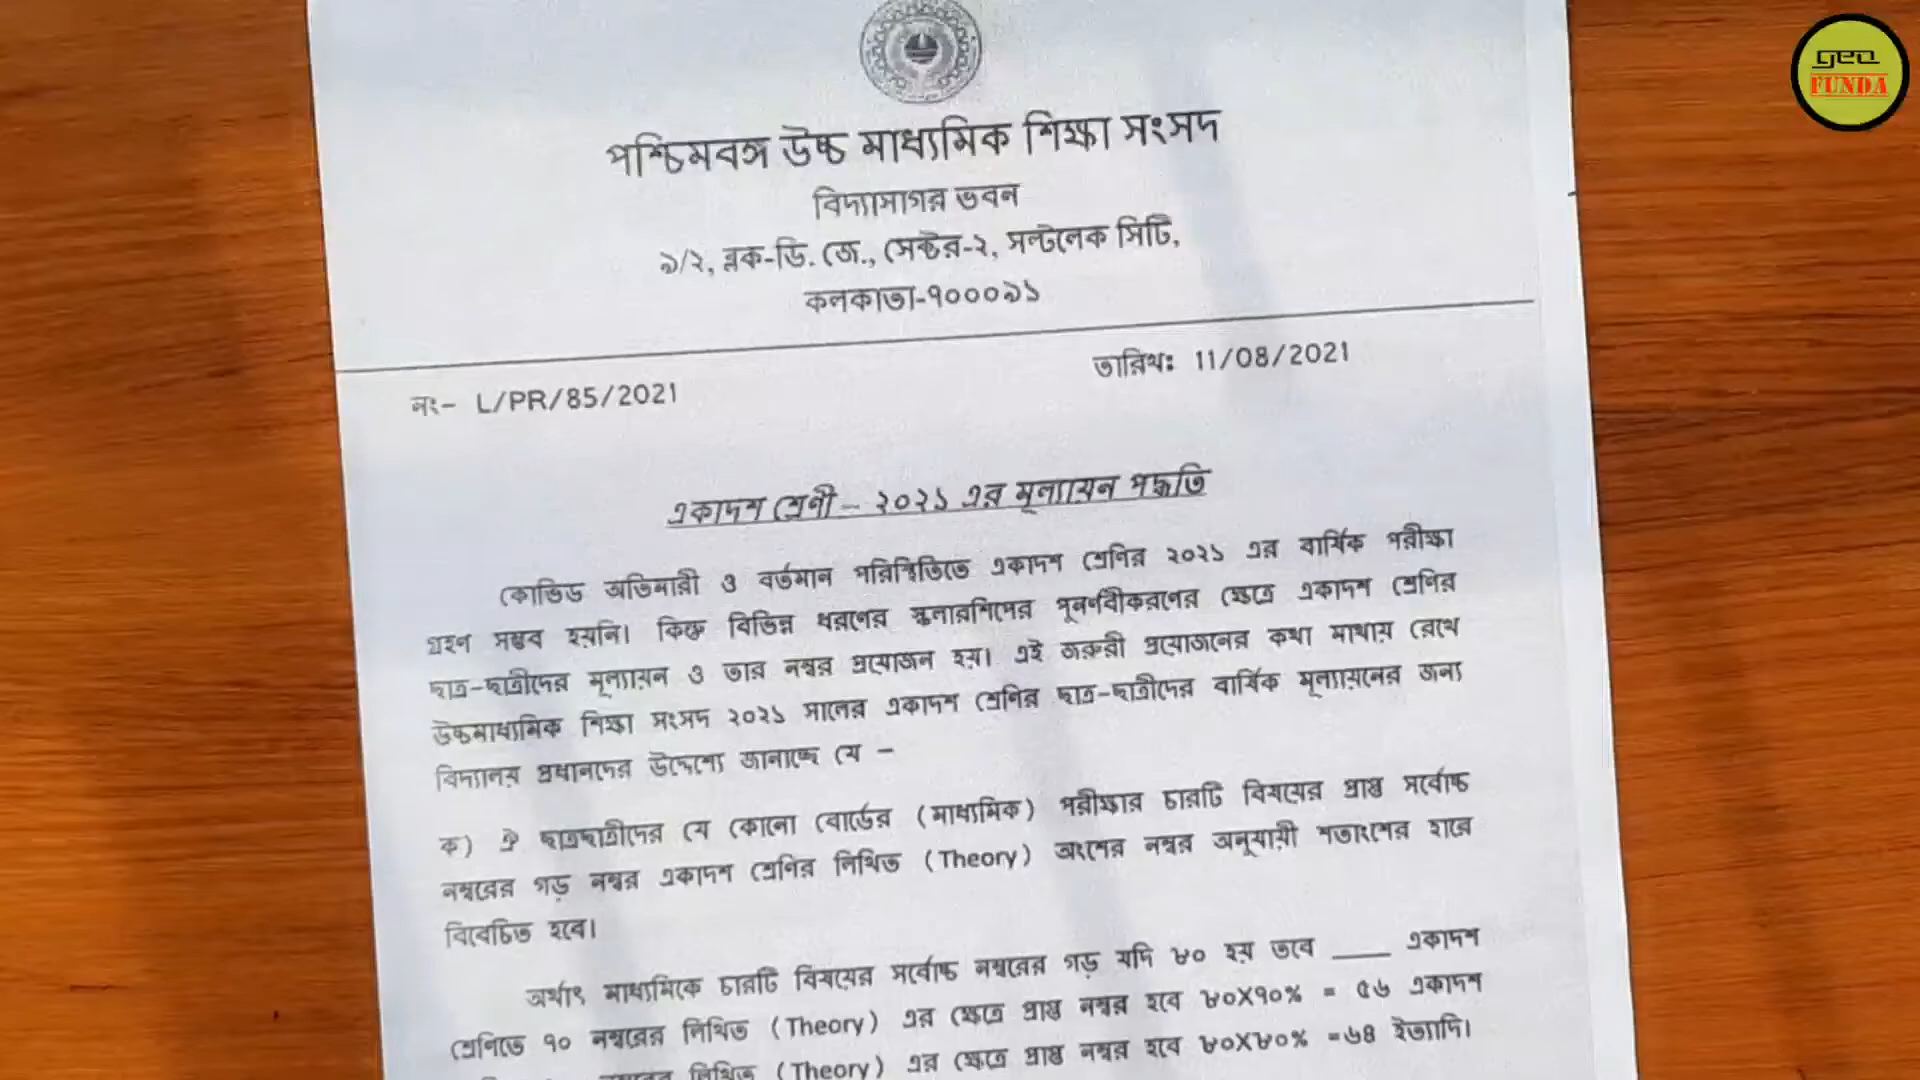 geo
FUNDA
পশ্চিমবঙ্গ উচ্চ মাধ্যমিক শিক্ষা সংসদ
বিদ্যাসাগর ভবন
৯/২, ব্লক-ডি. জে., সেক্টর-২, সল্টলেক সিটি,
কলকাতা-৭০০০৯১
নং- L/PR/85/2021
তারিখঃ 11/08/2021
একাদশ শ্রেণী – ২০২১ এর মূল্যায়ন পদ্ধতি
কোভিড অতিমারী ও বর্তমান পরিস্থিতিতে একাদশ শ্রেণির ২০২১ এর বার্ষিক পরীক্ষা
গ্রহণ সম্ভব হয়নি। কিন্তু বিভিন্ন ধরণের স্কলারশিপের পূনর্নবীকরণের ক্ষেত্রে একাদশ শ্রেণির
ছাত্র-ছাত্রীদের মূল্যায়ন ও তার নম্বর প্রয়োজন হয়। এই জরুরী প্রয়োজনের কথা মাথায় রেখে
উচ্চমাধ্যমিক শিক্ষা সংসদ ২০২১ সালের একাদশ শ্রেণির ছাত্র-ছাত্রীদের বার্ষিক মূল্যায়নের জন্য
বিদ্যালয় প্রধানদের উদ্দেশ্যে জানাচ্ছে যে –
ক) ঐ ছাত্রছাত্রীদের যে কোনো বোর্ডের (মাধ্যমিক) পরীক্ষার চারটি বিষয়ের প্রাপ্ত সর্বোচ্চ
নম্বরের গড় নম্বর একাদশ শ্রেণির লিখিত (Theory) অংশের নম্বর অনুযায়ী শতাংশের হারে
বিবেচিত হবে।
অর্থাৎ মাধ্যমিকে চারটি বিষয়ের সর্বোচ্চ নম্বরের গড় যদি ৮০ হয় তবে ____ একাদশ
শ্রেণিতে ৭০ নম্বরের লিখিত (Theory) এর ক্ষেত্রে প্রাপ্ত নম্বর হবে ৮০X৭০% = ৫৬ একাদশ
নম্বরের লিখিত (Theory) এর ক্ষেত্রে প্রাপ্ত নম্বর হবে ৮০X৮০% =৬৪ ইত্যাদি।